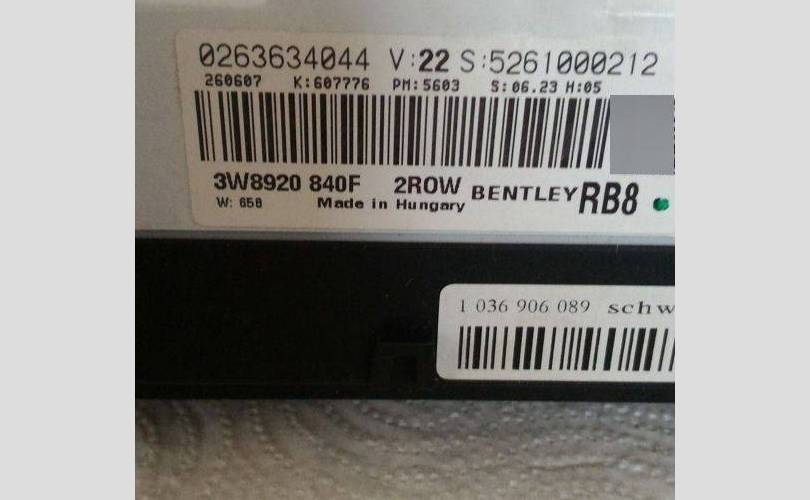 0263634044 V:22 S:5261000212
260607 K:607776 PM:5603 S:06.23 H:05
3W8920 840F 2ROW BENTLEY RB8
W: 658 Made in Hungary
1 036 906 089 schw